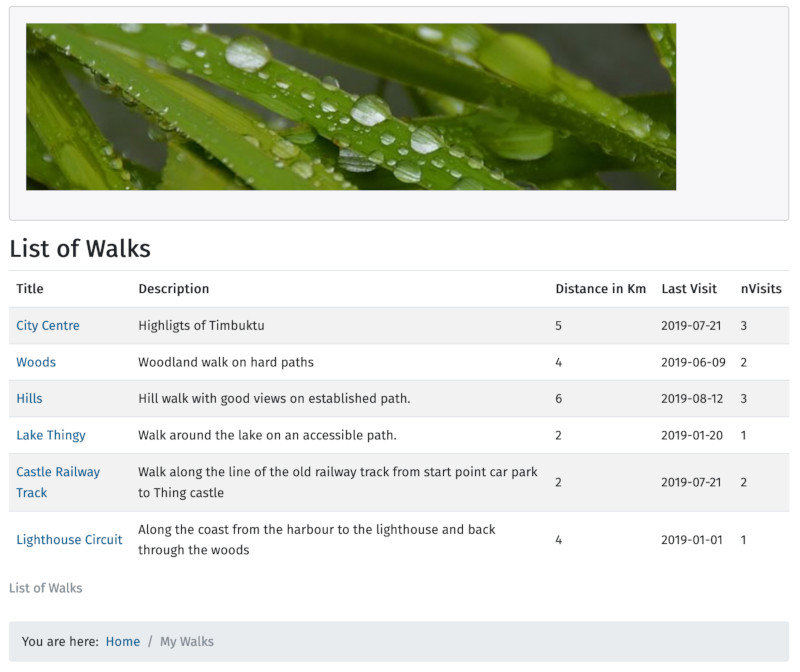 List of Walks
Title Description Distance in Km Last Visit nVisits
City Centre Highligts of Timbuktu 5 2019-07-21 3
Woods Woodland walk on hard paths 4 2019-06-09 2
Hills Hill walk with good views on established path. 6 2019-08-12 3
Lake Thingy Walk around the lake on an accessible path. 2 2019-01-20 1
Castle Railway Track Walk along the line of the old railway track from start point car park to Thing castle 2 2019-07-21 2
Lighthouse Circuit Along the coast from the harbour to the lighthouse and back through the woods 4 2019-01-01 1
List of Walks
You are here: Home / My Walks